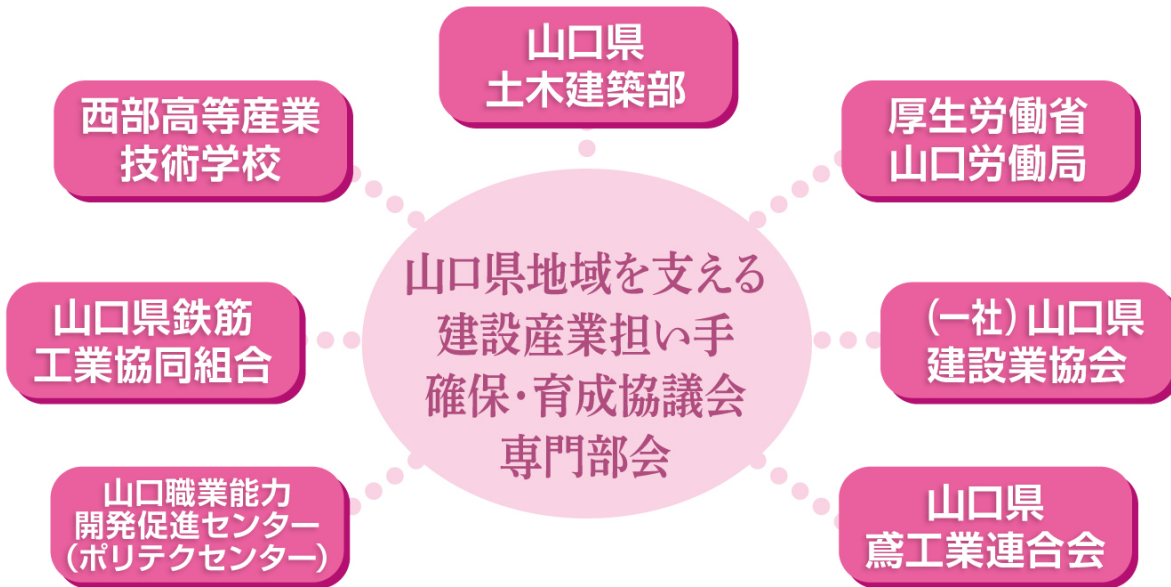 山口県
土木建築部
西部高等産業
技術学校
厚生労働省
山口労働局
山口県地域を支える
建設産業担い手
確保・育成協議会
専門部会
山口県鉄筋
工業協同組合
（一社）山口県
建設業協会
山口職業能力
開発促進センター
（ポリテクセンター）
山口県
鳶工業連合会